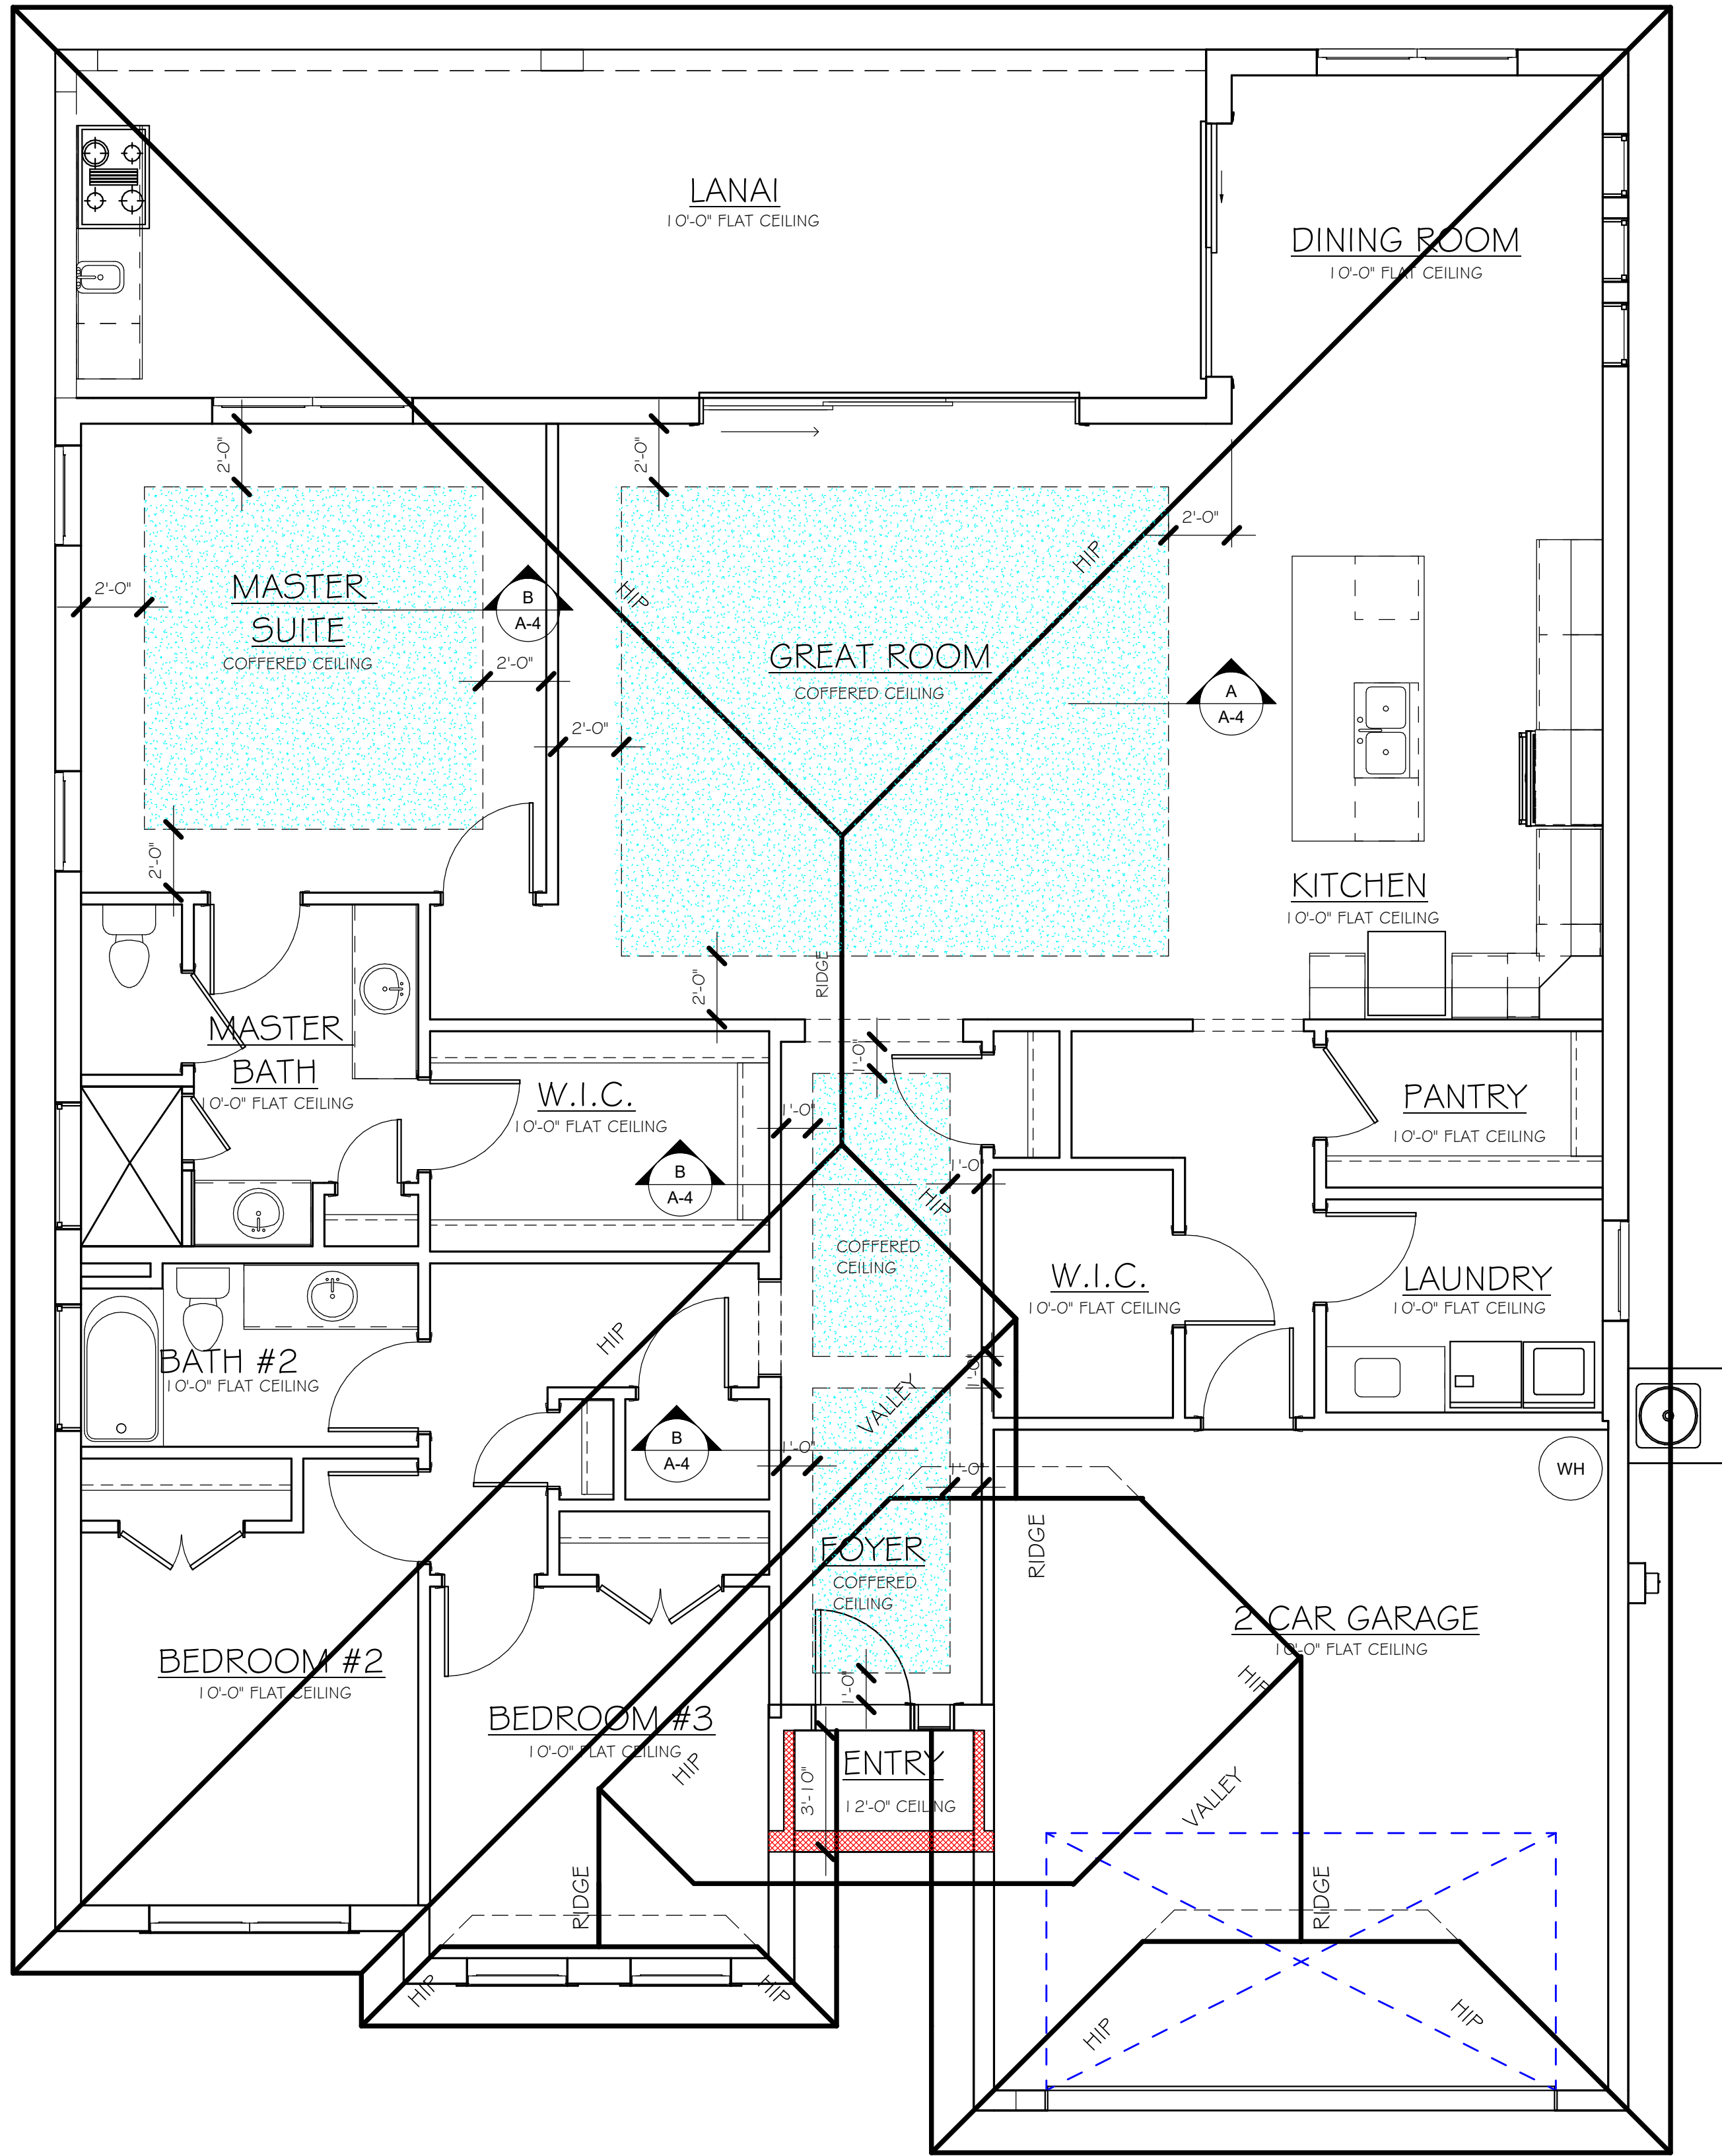 LANAI
10'-0" FLAT CEILING
DINING ROOM
10'-0" FLAT CEILING
2'-0"
2'-0"
2'-0"
HIP
HIP
2'-0"
MASTER
SUITE
COFFERED CEILING
B
A-4
2'-0"
GREAT ROOM
COFFERED CEILING
A
A-4
2'-0"
2'-0"
KITCHEN
10'-0" FLAT CEILING
RIDGE
2'-0"
MASTER
BATH
10'-0" FLAT CEILING
W.I.C.
10'-0" FLAT CEILING
1'-0"
1'-0"
PANTRY
10'-0" FLAT CEILING
B
A-4
1'-0"
HIP
COFFERED
CEILING
W.I.C.
10'-0" FLAT CEILING
LAUNDRY
10'-0" FLAT CEILING
HIP
BATH #2
10'-0" FLAT CEILING
1'-0"
VALLEY
B
A-4
1'-0"
1'-0"
WH
RIDGE
FOYER
COFFERED
CEILING
2 CAR GARAGE
10'-0" FLAT CEILING
BEDROOM #2
10'-0" FLAT CEILING
HIP
1'-0"
BEDROOM #3
10'-0" FLAT CEILING
HIP
ENTRY
12'-0" CEILING
3'-10"
VALLEY
RIDGE
RIDGE
HIP
HIP
HIP
HIP